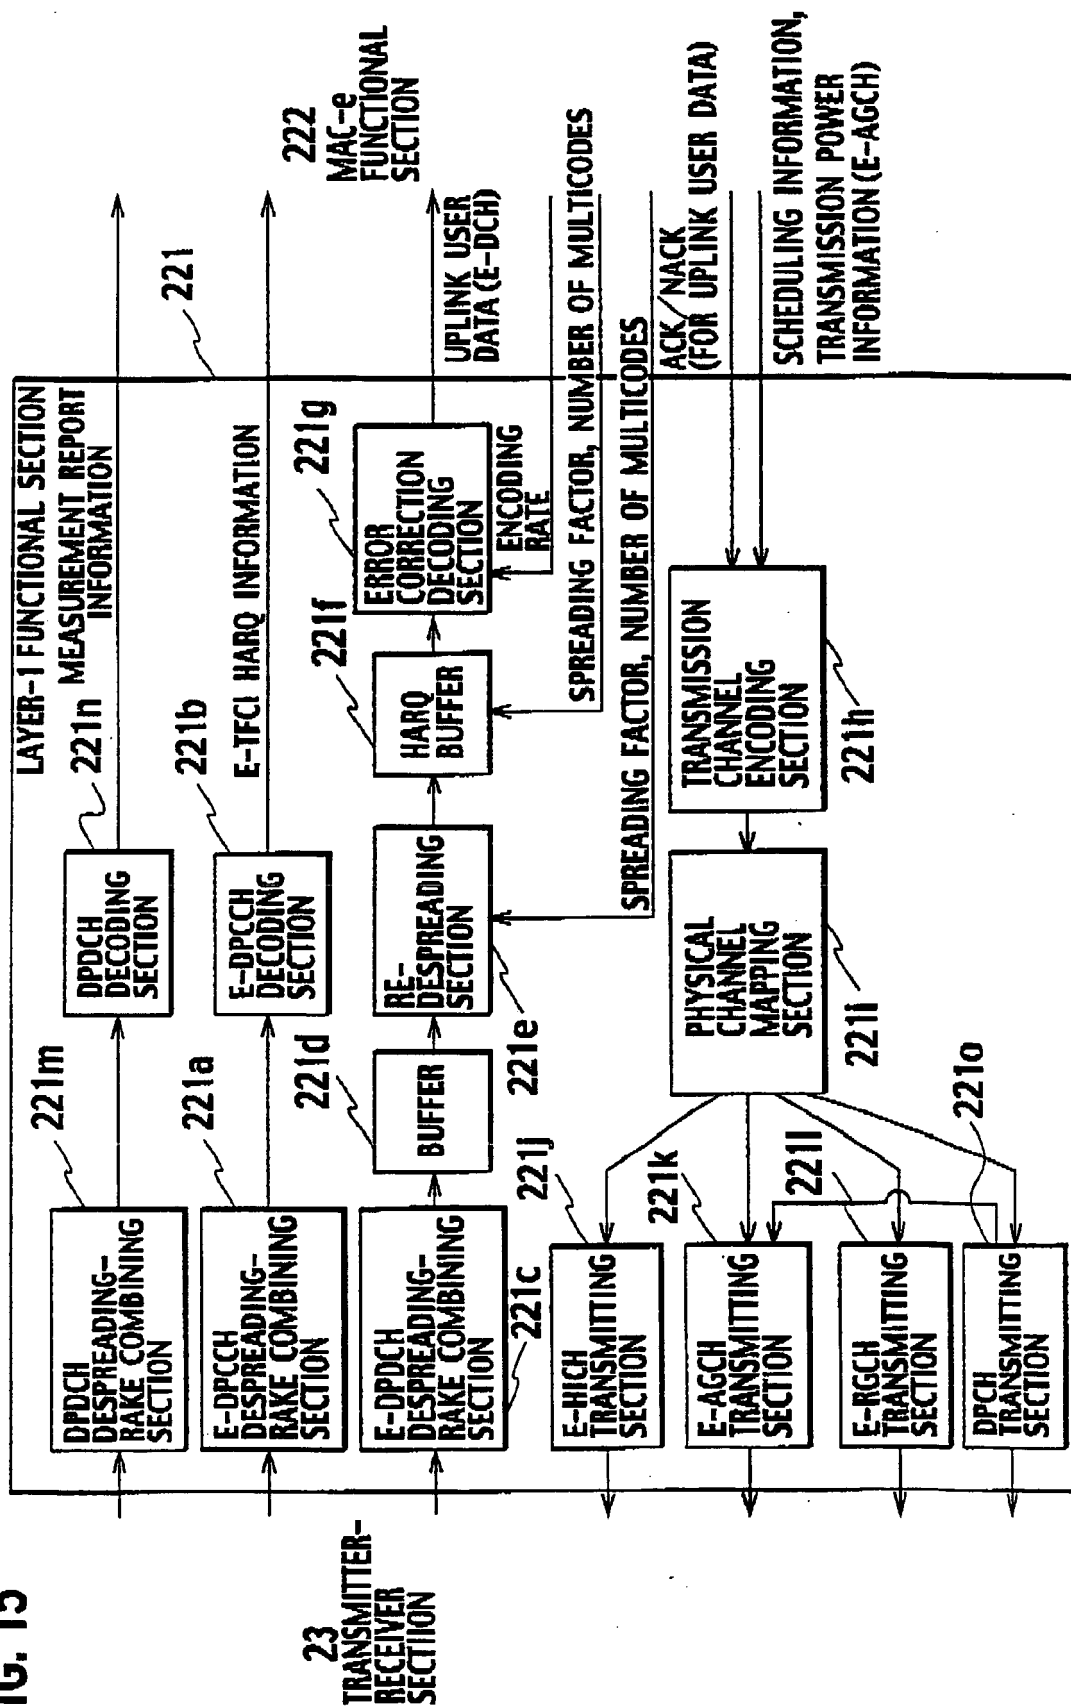 IG. 15
LAYER-1 FUNCTIONAL SECTION
221
23
TRANSMITTER-
RECEIVER
SECTIION
222
MAC-e
FUNCTIONAL
SECTION
221m
DPDCH
DESPREADING-
RAKE COMBINING
SECTION
221n
DPDCH
DECODING
SECTION
MEASUREMENT REPORT
INFORMATION
221a
E-DPCCH
DESPREADING-
RAKE COMBINING
SECTION
221b
E-DPCCH
DECODING
SECTION
E-TFCI HARQ INFORMATION
221c
E-DPDCH
DESPREADING-
RAKE COMBINING
SECTION
221d
BUFFER
221e
RE-
DESPREADING
SECTION
221f
HARQ
BUFFER
221g
ERROR
CORRECTION
DECODING
SECTION
UPLINK USER
DATA (E-DCH)
ENCODING
RATE
SPREADING FACTOR, NUMBER OF MULTICODES
SPREADING FACTOR, NUMBER OF MULTICODES
221j
E-HICH
TRANSMITTING
SECTION
221k
E-AGCH
TRANSMITTING
SECTION
221l
E-RGCH
TRANSMITTING
SECTION
221o
DPCH
TRANSMITTING
SECTION
PHYSICAL
CHANNEL
MAPPING
SECTION
221i
TRANSMISSION
CHANNEL
ENCODING
SECTION
221h
ACK/NACK
(FOR UPLINK USER DATA)
SCHEDULING INFORMATION,
TRANSMISSION POWER
INFORMATION (E-AGCH)